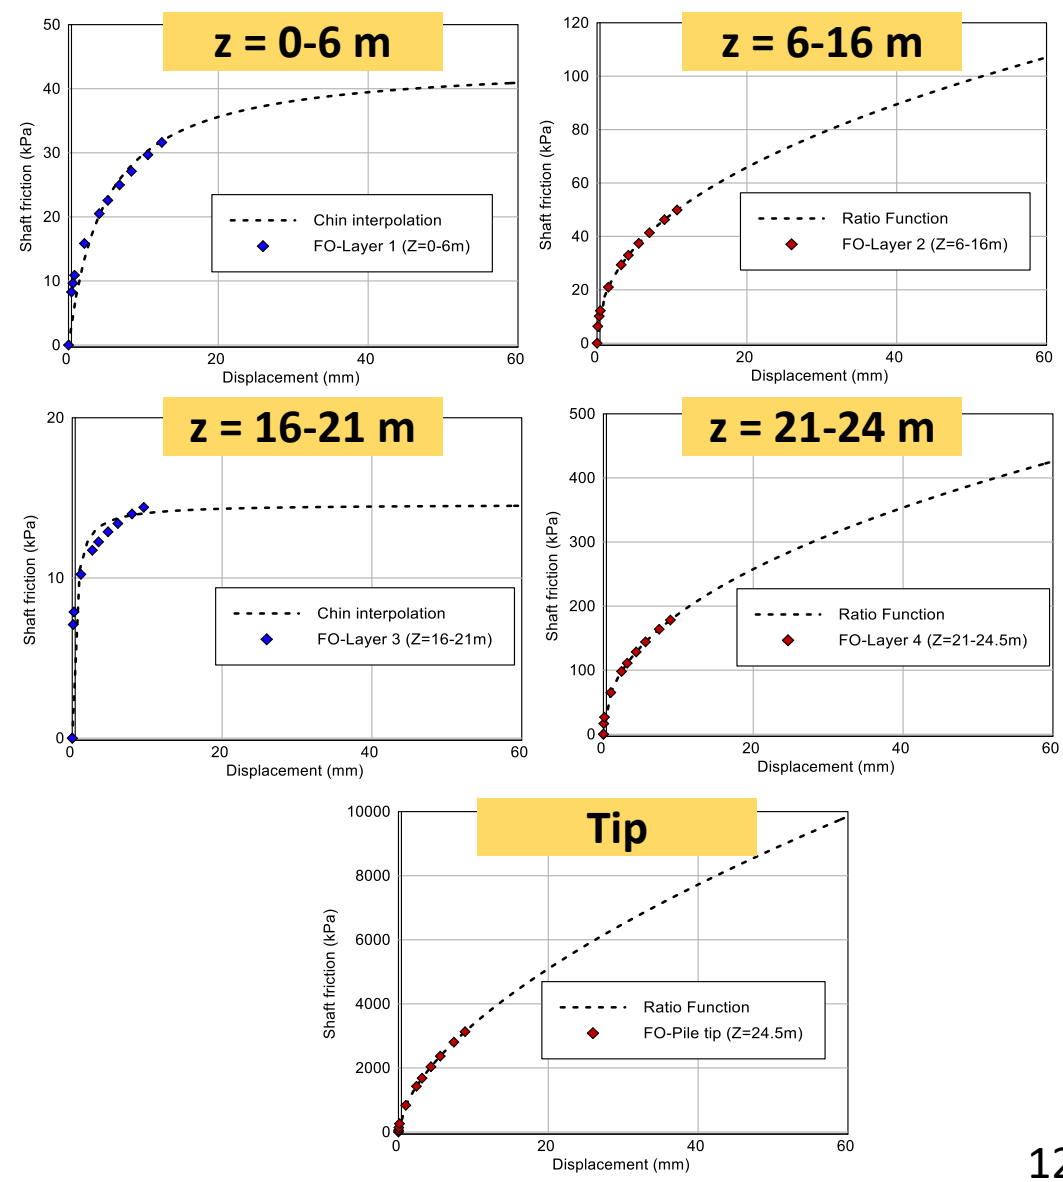 z = 0-6 m
50
40
30
20
10
0
Shaft friction (kPa)
Chin interpolation
FO-Layer 1 (Z=0-6m)
0
20
40
60
Displacement (mm)
z = 6-16 m
120
100
80
60
40
20
0
Shaft friction (kPa)
Ratio Function
FO-Layer 2 (Z=6-16m)
0
20
40
60
Displacement (mm)
z = 16-21 m
20
10
0
Shaft friction (kPa)
Chin interpolation
FO-Layer 3 (Z=16-21m)
0
20
40
60
Displacement (mm)
z = 21-24 m
500
400
300
200
100
0
Shaft friction (kPa)
Ratio Function
FO-Layer 4 (Z=21-24.5m)
0
20
40
60
Displacement (mm)
Tip
10000
8000
6000
4000
2000
0
Shaft friction (kPa)
Ratio Function
FO-Pile tip (Z=24.5m)
0
20
40
60
Displacement (mm)
12